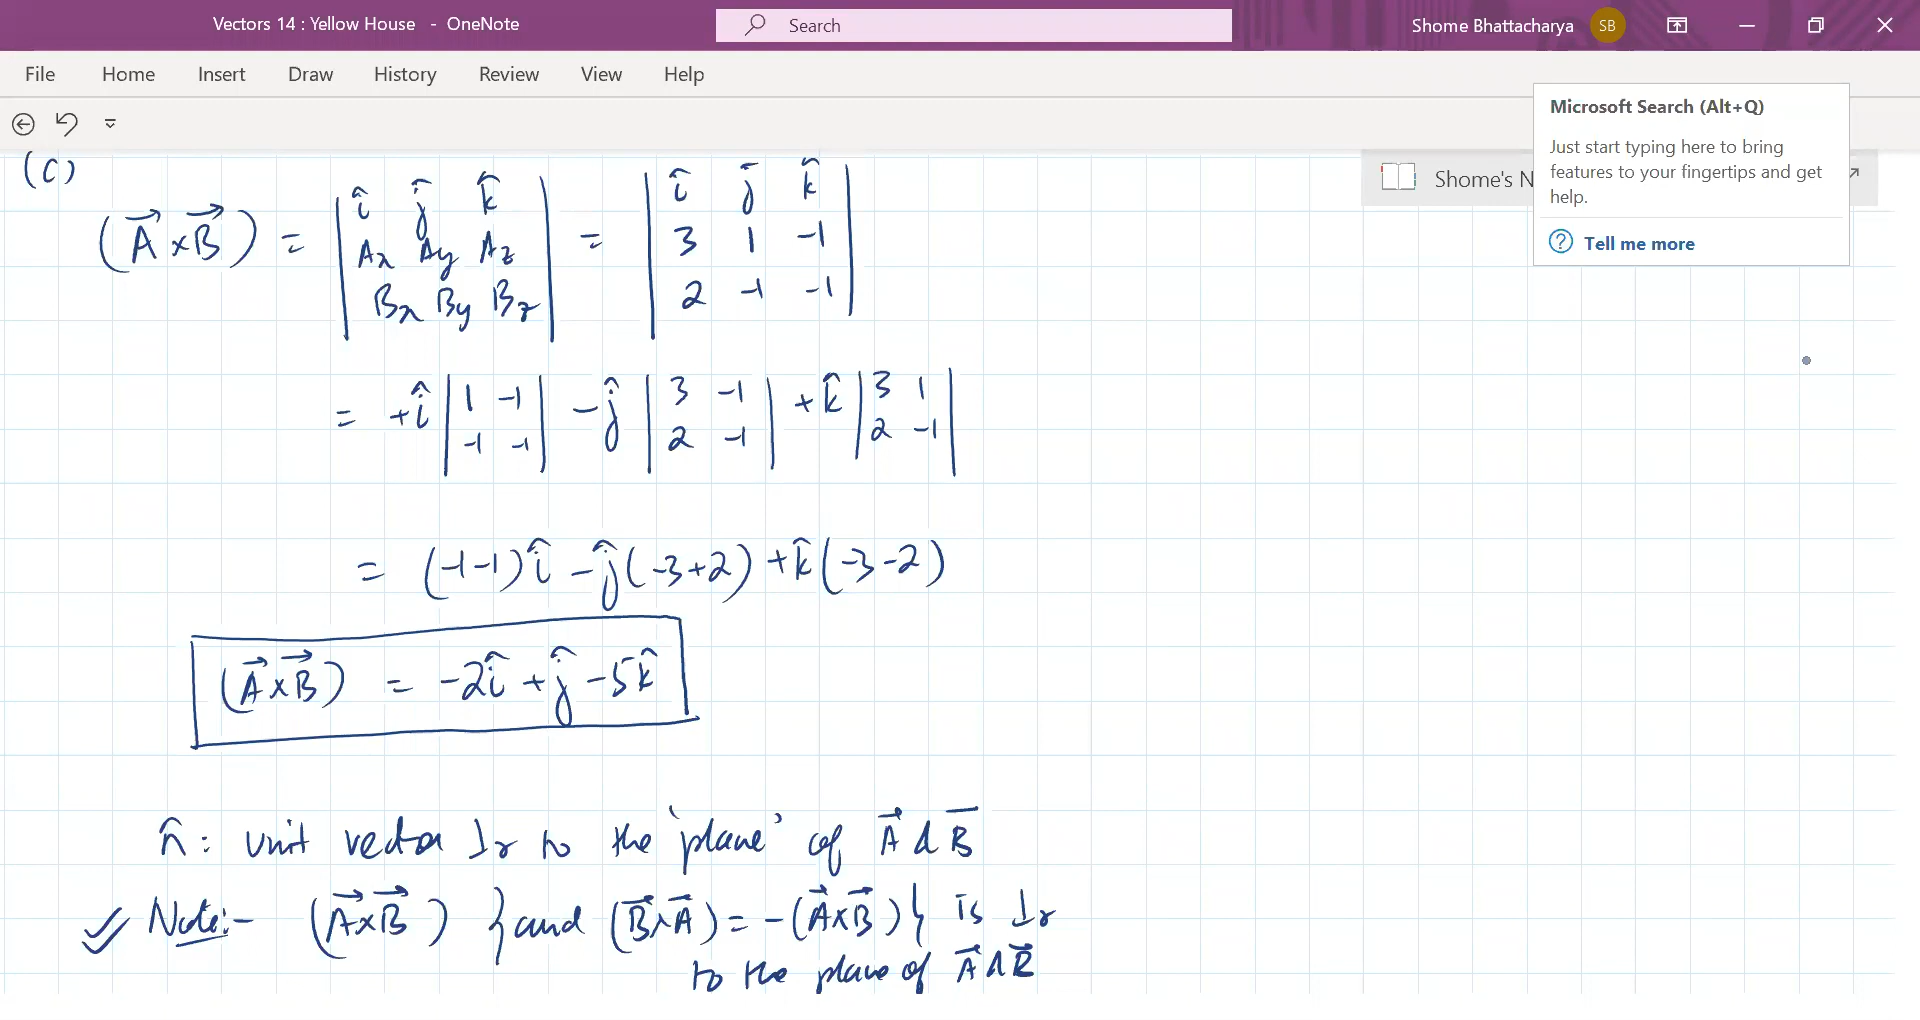 Vectors 14 : Yellow House - OneNote
Search
Shome Bhattacharya
SB
File Home Insert Draw History Review View Help
Microsoft Search (Alt+Q)
Just start typing here to bring
features to your fingertips and get
help.
Tell me more
Shome's N
(c)
(A⃗ × B⃗) = | î ĵ k̂ | = | î ĵ k̂ |
| Ax Ay Az | | 3 1 -1 |
| Bx By Bz | | 2 -1 -1 |
= +î | 1 -1 | - ĵ | 3 -1 | + k̂ | 3 1 |
| -1 -1 | | 2 -1 | | 2 -1 |
= (-1-1)î - ĵ(-3+2) + k̂(-3-2)
(A⃗ × B⃗) = -2î + ĵ - 5k̂
n̂ : unit vector ⊥r to the 'plane' of A⃗ & B⃗
Note:- (A⃗ × B⃗) } and (B⃗ × A⃗) = -(A⃗ × B⃗) } is ⊥r
to the plane of A⃗ & B⃗